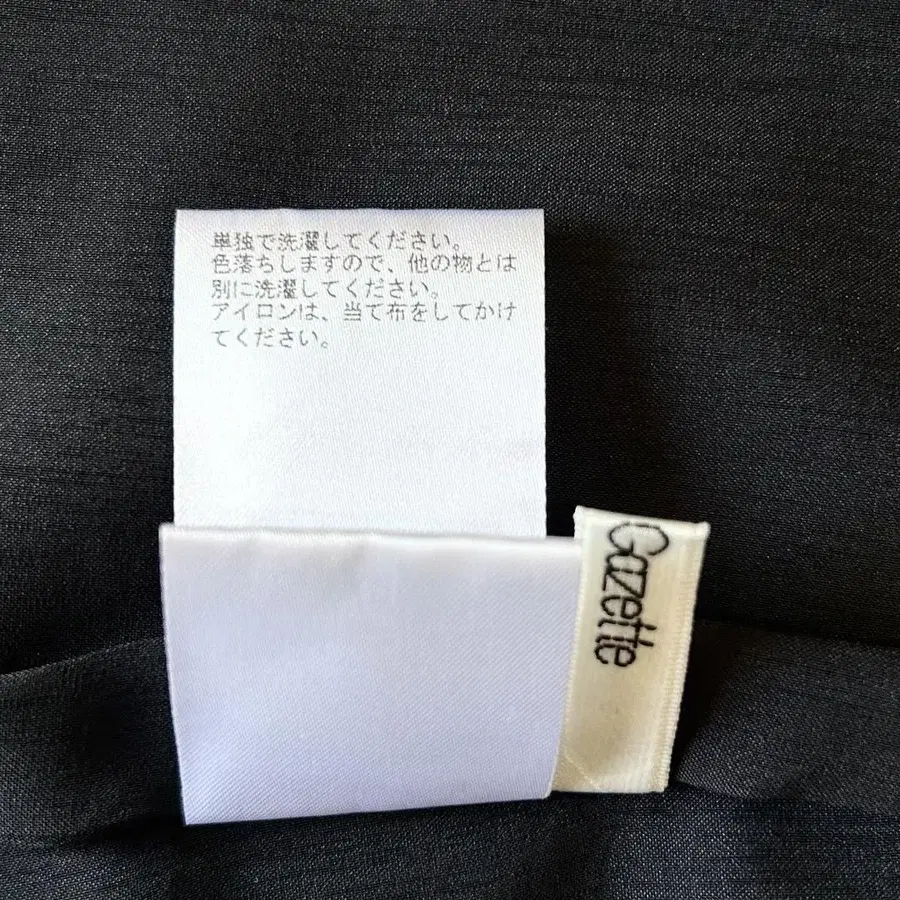 単独で洗濯してください。
色落ちしますので、他の物とは
別に洗濯してください。
アイロンは、当て布をしてかけ
てください。
Gazette